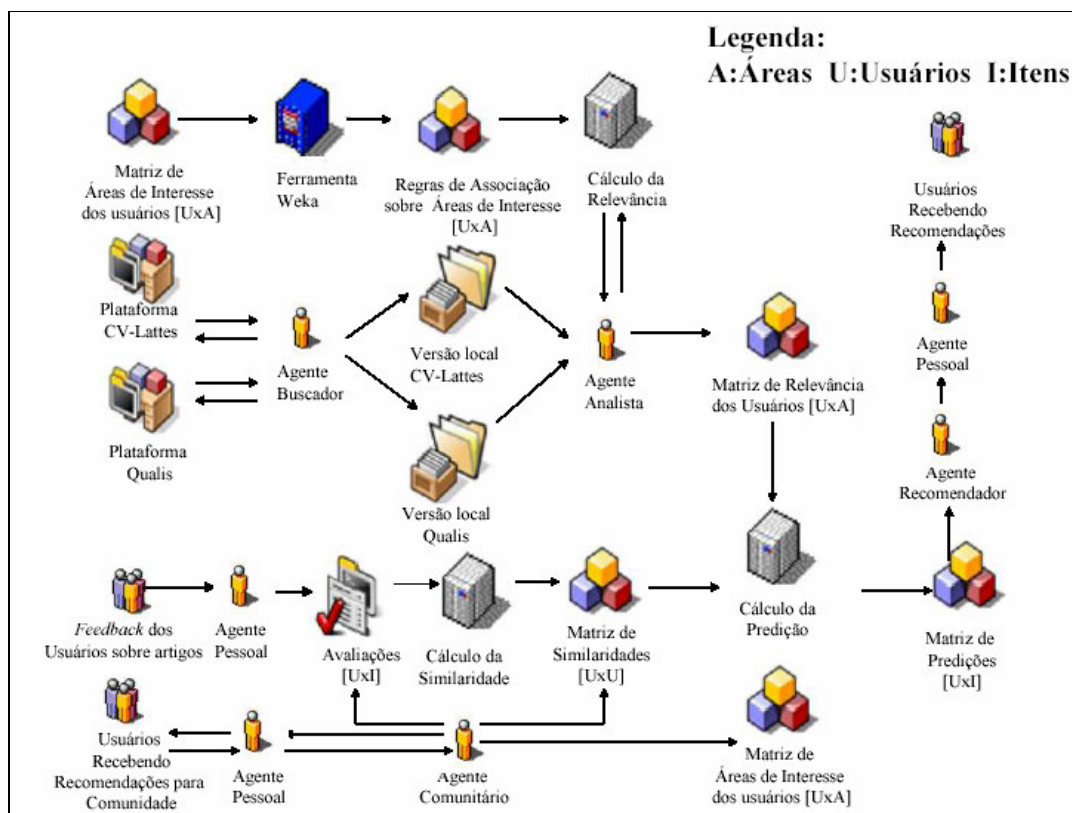 Legenda:
A:Áreas U:Usuários I:Itens
Matriz de
Áreas de Interesse
dos usuários [UxA]
Ferramenta
Weka
Regras de Associação
sobre Áreas de Interesse
[UxA]
Cálculo da
Relevância
Usuários
Recebendo
Recomendações
Plataforma
CV-Lattes
Agente
Buscador
Versão local
CV-Lattes
Agente
Analista
Matriz de Relevância
dos Usuários [UxA]
Agente
Pessoal
Plataforma
Qualis
Versão local
Qualis
Agente
Recomendador
Feedback dos
Usuários sobre artigos
Agente
Pessoal
Avaliações
[UxI]
Cálculo da
Similaridade
Matriz de
Similaridades
[UxU]
Cálculo da
Predição
Matriz de
Predições
[UxI]
Usuários
Recebendo
Recomendações para
Comunidade
Agente
Pessoal
Agente
Comunitário
Matriz de
Áreas de Interesse
dos usuários [UxA]